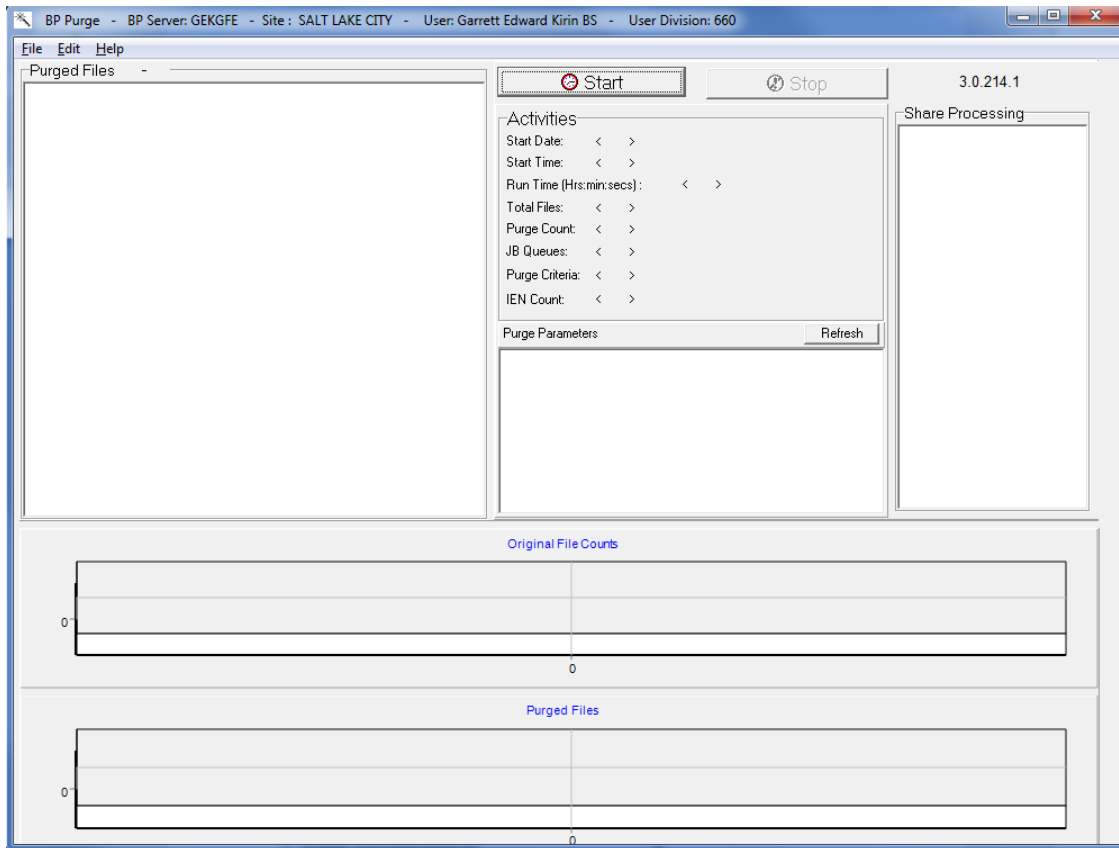 BP Purge - BP Server: GEKGFE - Site : SALT LAKE CITY - User: Garrett Edward Kirin BS - User Division: 660
File Edit Help
Purged Files -
Start
Stop
3.0.214.1
Activities
Start Date: < >
Start Time: < >
Run Time (Hrs:min:secs) : < >
Total Files: < >
Purge Count: < >
JB Queues: < >
Purge Criteria: < >
IEN Count: < >
Purge Parameters
Refresh
Share Processing
Original File Counts
0
0
Purged Files
0
0